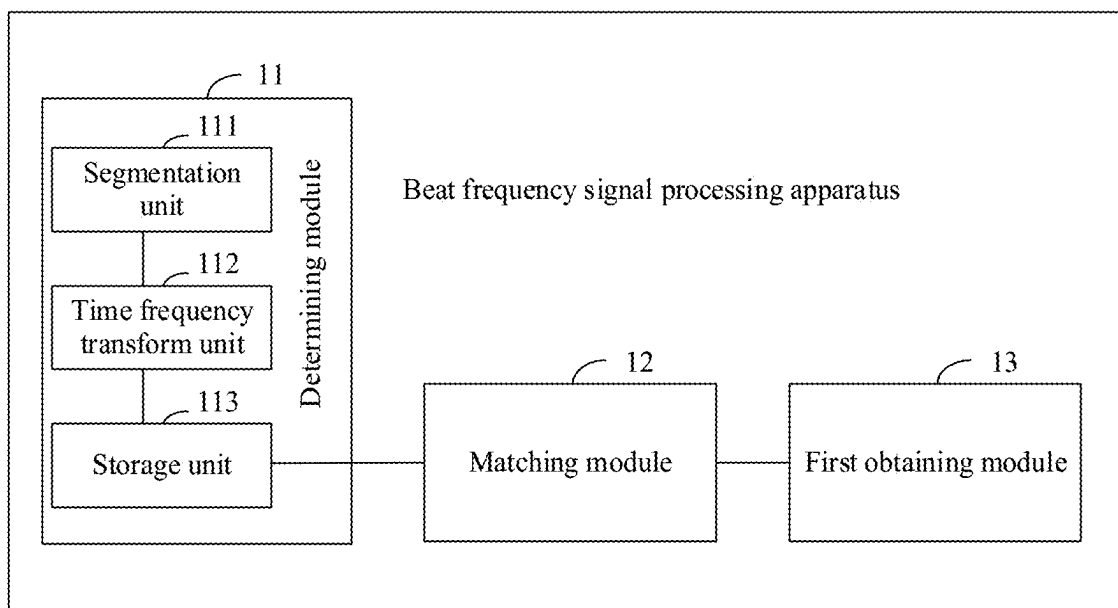 11
111
Segmentation
unit
Determining module
Beat frequency signal processing apparatus
112
Time frequency
transform unit
113
Storage unit
12
Matching module
13
First obtaining module